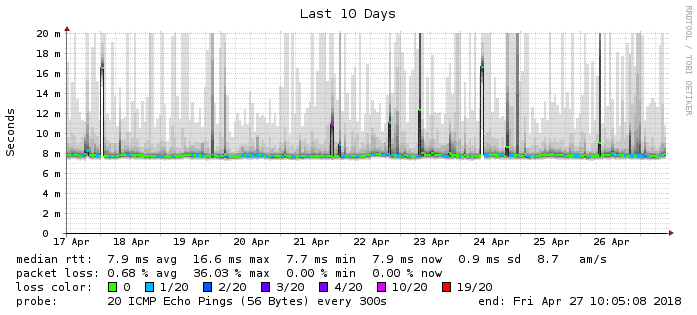 Last 10 Days
RRDTOOL / TOBI OETIKER
Seconds
20 m
18 m
16 m
14 m
12 m
10 m
8 m
6 m
4 m
2 m
0
17 Apr 18 Apr 19 Apr 20 Apr 21 Apr 22 Apr 23 Apr 24 Apr 25 Apr 26 Apr
median rtt: 7.9 ms avg 16.6 ms max 7.7 ms min 7.9 ms now 0.9 ms sd 8.7 am/s
packet loss: 0.68 % avg 36.03 % max 0.00 % min 0.00 % now
loss color: 0 1/20 2/20 3/20 4/20 10/20 19/20
probe: 20 ICMP Echo Pings (56 Bytes) every 300s end: Fri Apr 27 10:05:08 2018